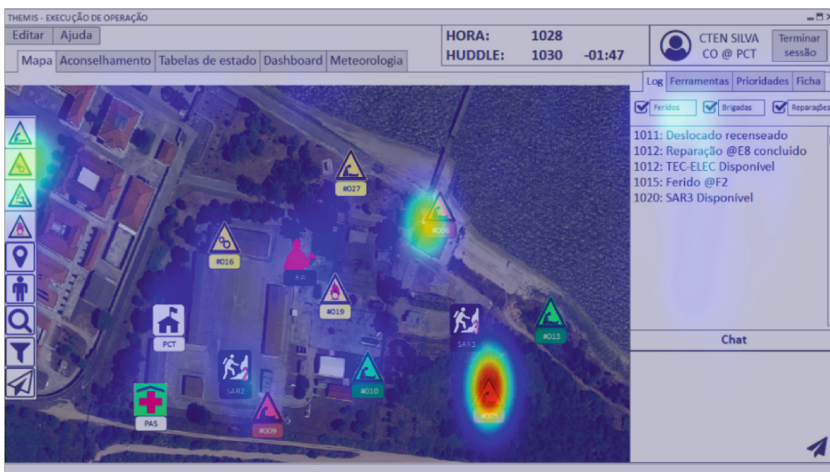 THEMIS - EXECUÇÃO DE OPERAÇÃO
Editar Ajuda
HORA: 1028
HUDDLE: 1030 -01:47
CTEN SILVA
CO @ PCT
Terminar
sessão
Mapa Aconselhamento Tabelas de estado Dashboard Meteorologia
Log Ferramentas Prioridades Ficha
Feridos Brigadas Reparações
1011: Deslocado recenseado
1012: Reparação @E8 concluido
1012: TEC-ELEC Disponível
1015: Ferido @F2
1020: SAR3 Disponível
#027
#016
#019
PCT
SAR2
#010
#013
PAS
#009
Chat